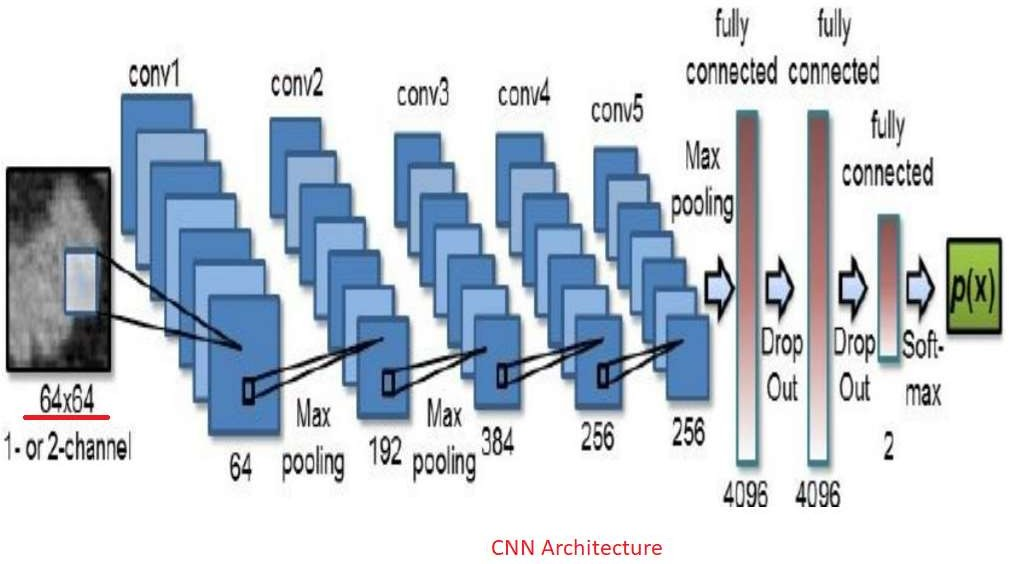 conv1
conv2
conv3
conv4
conv5
Max
pooling
fully
connected
fully
connected
fully
connected
64x64
1- or 2-channel
64
Max
pooling
192
Max
pooling
384
256
256
4096
Drop
Out
4096
Drop
Out
2
Soft-
max
p(x)
CNN Architecture